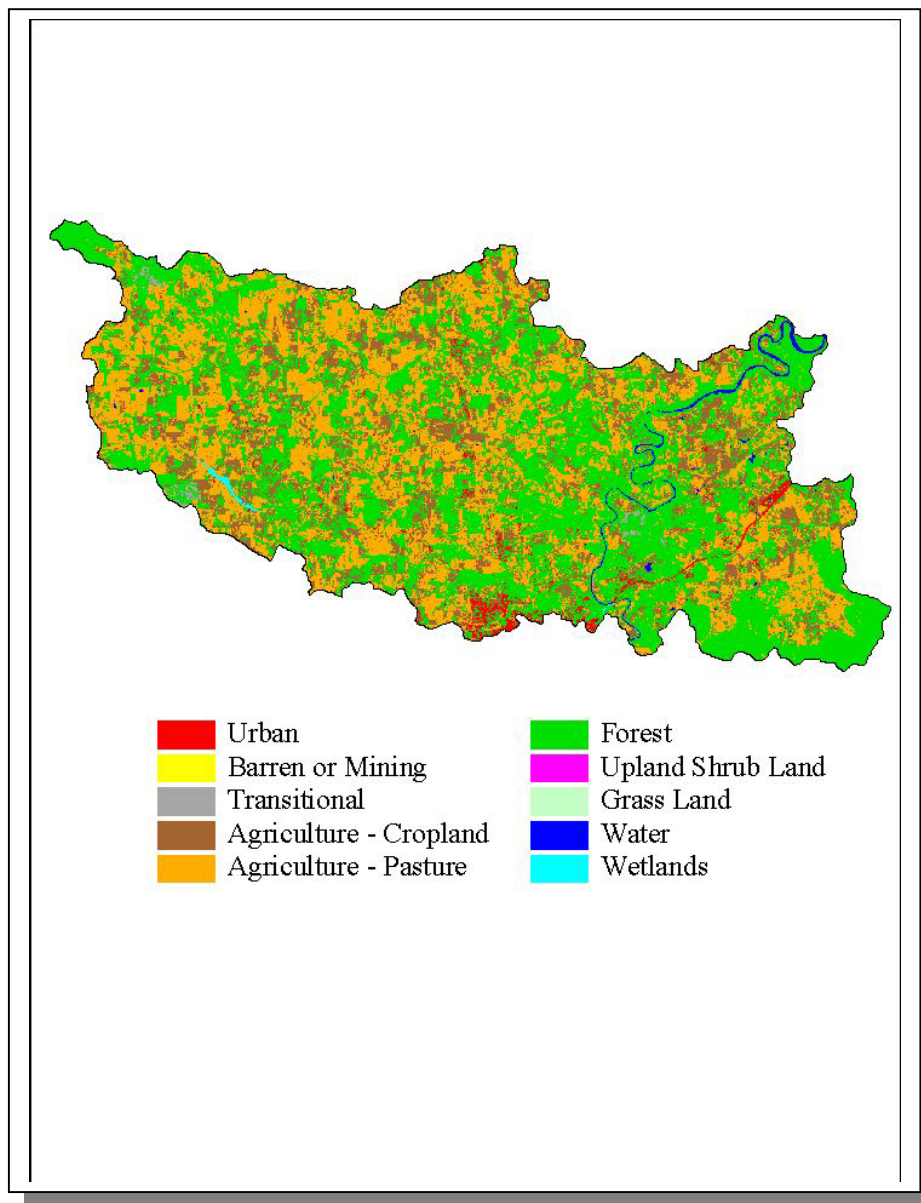 Urban
Barren or Mining
Transitional
Agriculture - Cropland
Agriculture - Pasture
Forest
Upland Shrub Land
Grass Land
Water
Wetlands